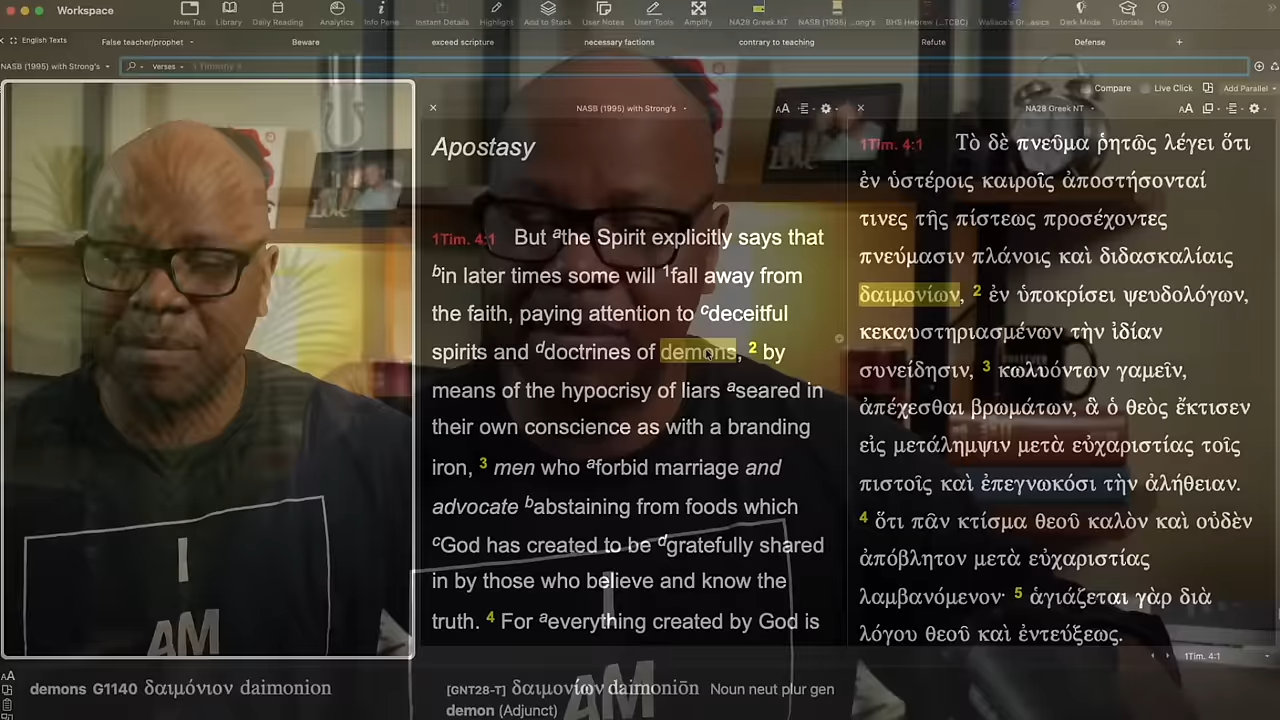 Workspace
New Tab Library Daily Reading Analytics Info Pane Instant Details Highlight Add to Stack User Notes User Tools Amplify NA28 Greek NT NASB (1995) ...ong's BHS Hebrew (...TCBC) Wallace's Gr...asics Dark Mode Tutorials Help
English Texts False teacher/prophet Beware exceed scripture necessary factions contrary to teaching Refute Defense +
NASB (1995) with Strong's Verses
Compare Live Click Add Parallel
NASB (1995) with Strong's
Apostasy
1Tim. 4:1 But ᵃthe Spirit explicitly says that
ᵇin later times some will ¹fall away from
the faith, paying attention to ᶜdeceitful
spirits and ᵈdoctrines of demons, 2 by
means of the hypocrisy of liars ᵃseared in
their own conscience as with a branding
iron, 3 men who ᵃforbid marriage and
advocate ᵇabstaining from foods which
ᶜGod has created to be ᵈgratefully shared
in by those who believe and know the
truth. 4 For ᵃeverything created by God is
NA28 Greek NT
1Tim. 4:1 Τὸ δὲ πνεῦμα ῥητῶς λέγει ὅτι
ἐν ὑστέροις καιροῖς ἀποστήσονταί
τινες τῆς πίστεως προσέχοντες
πνεύμασιν πλάνοις καὶ διδασκαλίαις
δαιμονίων, 2 ἐν ὑποκρίσει ψευδολόγων,
κεκαυστηριασμένων τὴν ἰδίαν
συνείδησιν, 3 κωλυόντων γαμεῖν,
ἀπέχεσθαι βρωμάτων, ἃ ὁ θεὸς ἔκτισεν
εἰς μετάλημψιν μετὰ εὐχαριστίας τοῖς
πιστοῖς καὶ ἐπεγνωκόσι τὴν ἀλήθειαν.
4 ὅτι πᾶν κτίσμα θεοῦ καλὸν καὶ οὐδὲν
ἀπόβλητον μετὰ εὐχαριστίας
λαμβανόμενον· 5 ἁγιάζεται γὰρ διὰ
λόγου θεοῦ καὶ ἐντεύξεως.
1Tim. 4:1
I
AM
I
AM
demons G1140 δαιμόνιον daimonion
[GNT28-T] δαιμονίων daimoniōn Noun neut plur gen
demon (Adjunct)